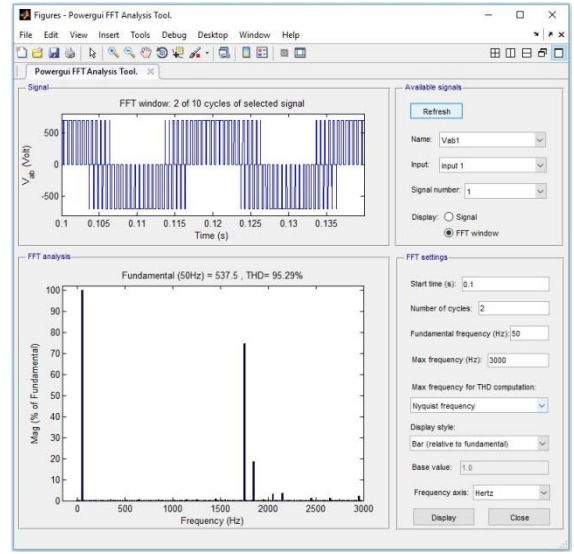 Figures - Powergui FFT Analysis Tool.
File Edit View Insert Tools Debug Desktop Window Help
Powergui FFT Analysis Tool.
Signal
FFT window: 2 of 10 cycles of selected signal
500
0
-500
Vab (Volt)
0.1 0.105 0.11 0.115 0.12 0.125 0.13 0.135
Time (s)
Available signals
Refresh
Name: Vab1
Input: input 1
Signal number: 1
Display: Signal
FFT window
FFT analysis
Fundamental (50Hz) = 537.5 , THD= 95.29%
100
90
80
70
60
50
40
30
20
10
0
Mag (% of Fundamental)
0 500 1000 1500 2000 2500 3000
Frequency (Hz)
FFT settings
Start time (s): 0.1
Number of cycles: 2
Fundamental frequency (Hz): 50
Max frequency (Hz): 3000
Max frequency for THD computation:
Nyquist frequency
Display style:
Bar (relative to fundamental)
Base value: 1.0
Frequency axis: Hertz
Display Close